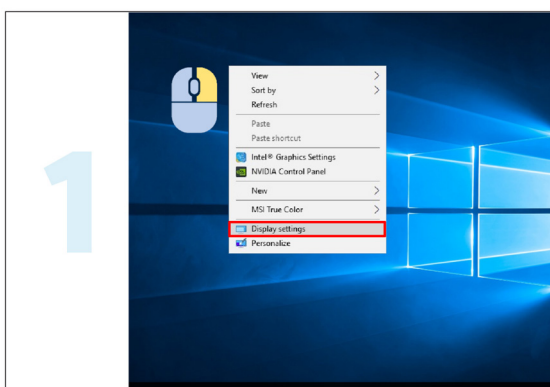 1
View
Sort by
Refresh
Paste
Paste shortcut
Intel® Graphics Settings
NVIDIA Control Panel
New
MSI True Color
Display settings
Personalize